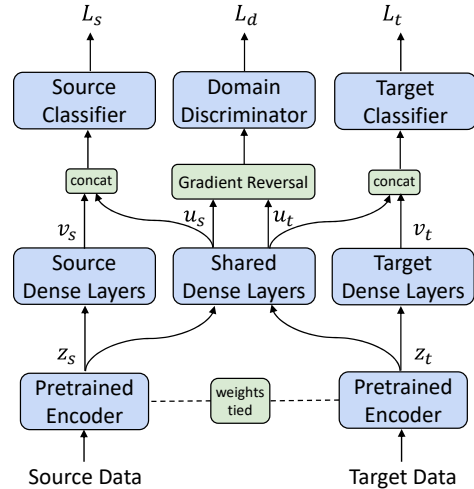 L_s L_d L_t
Source Classifier
Domain Discriminator
Target Classifier
concat
Gradient Reversal
concat
v_s u_s u_t v_t
Source Dense Layers
Shared Dense Layers
Target Dense Layers
z_s z_t
Pretrained Encoder
weights tied
Pretrained Encoder
Source Data
Target Data